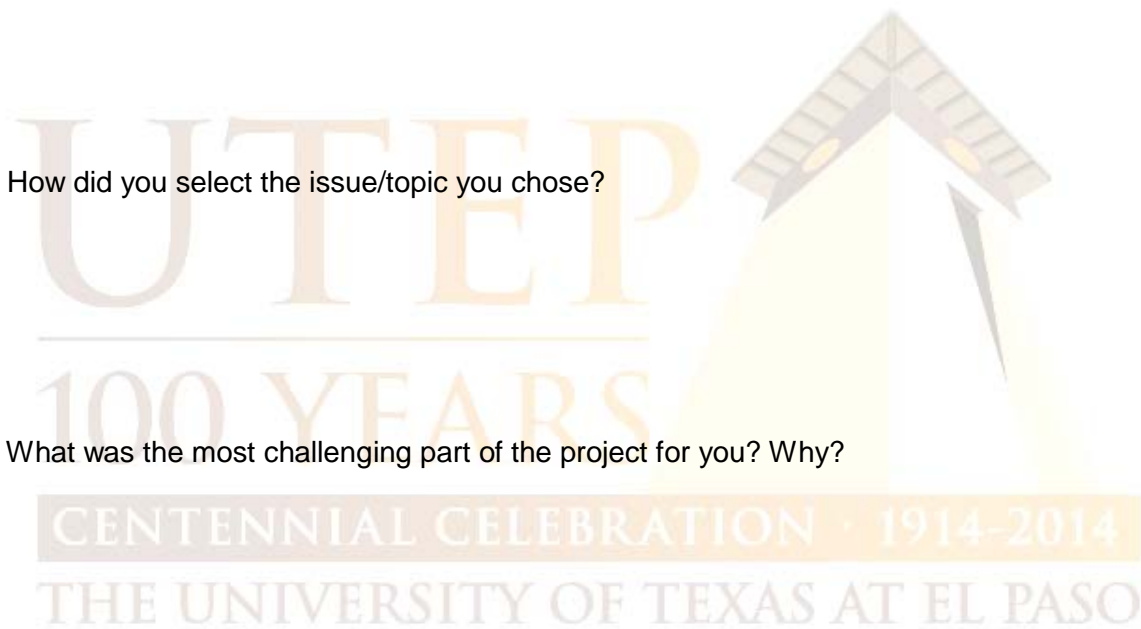 UTEP
How did you select the issue/topic you chose?
100 YEARS
What was the most challenging part of the project for you? Why?
CENTENNIAL CELEBRATION · 1914-2014
THE UNIVERSITY OF TEXAS AT EL PASO